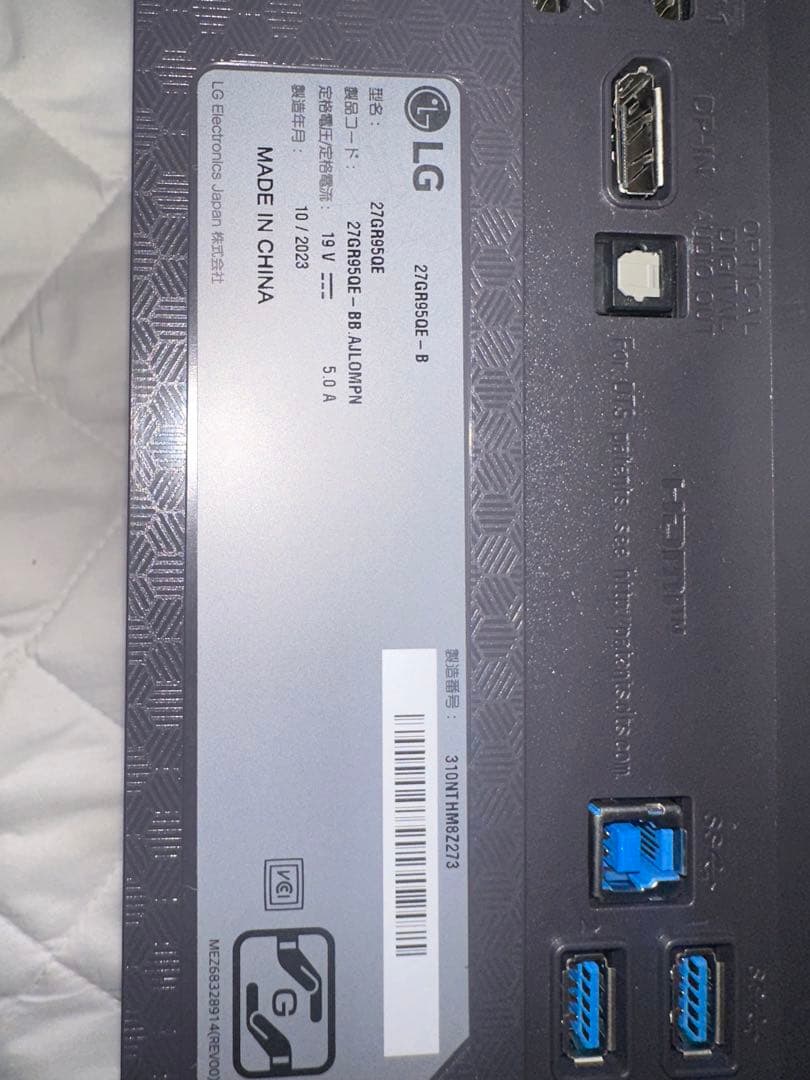 LG
27GR95QE-B
型名： 27GR95QE
製品コード： 27GR95QE-BB.AJLOMPN
定格電圧/定格電流： 19 V 5.0 A
製造年月： 10 / 2023
MADE IN CHINA
LG Electronics Japan 株式会社
製造番号： 310NTHM8Z273
VCCI
G
MEZ68328914(REV00)
DP-IN
OPTICAL
DIGITAL
AUDIO OUT
HDMI
For DTS patents, see http://patents.dts.com.